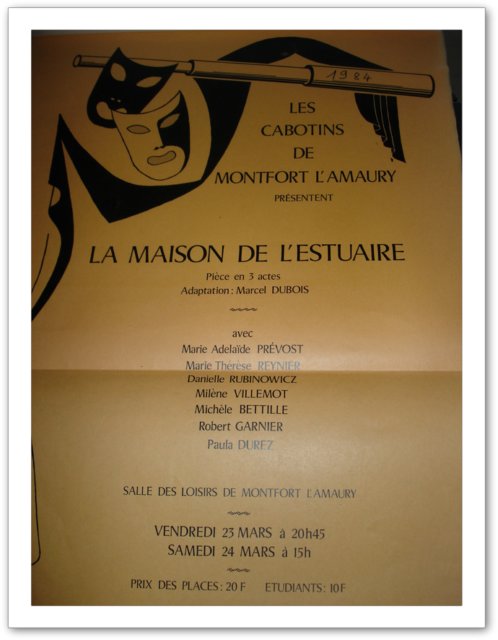 1984
LES
CABOTINS
DE
MONTFORT L'AMAURY
PRÉSENTENT
LA MAISON DE L'ESTUAIRE
Pièce en 3 actes
Adaptation: Marcel DUBOIS
avec
Marie Adelaïde PRÉVOST
Marie Thérèse REYNIER
Danielle RUBINOWICZ
Milène VILLEMOT
Michèle BETTILLE
Robert GARNIER
Paula DUREZ
SALLE DES LOISIRS DE MONTFORT L'AMAURY
VENDREDI 23 MARS à 20h45
SAMEDI 24 MARS à 15h
PRIX DES PLACES: 20 F ETUDIANTS: 10 F